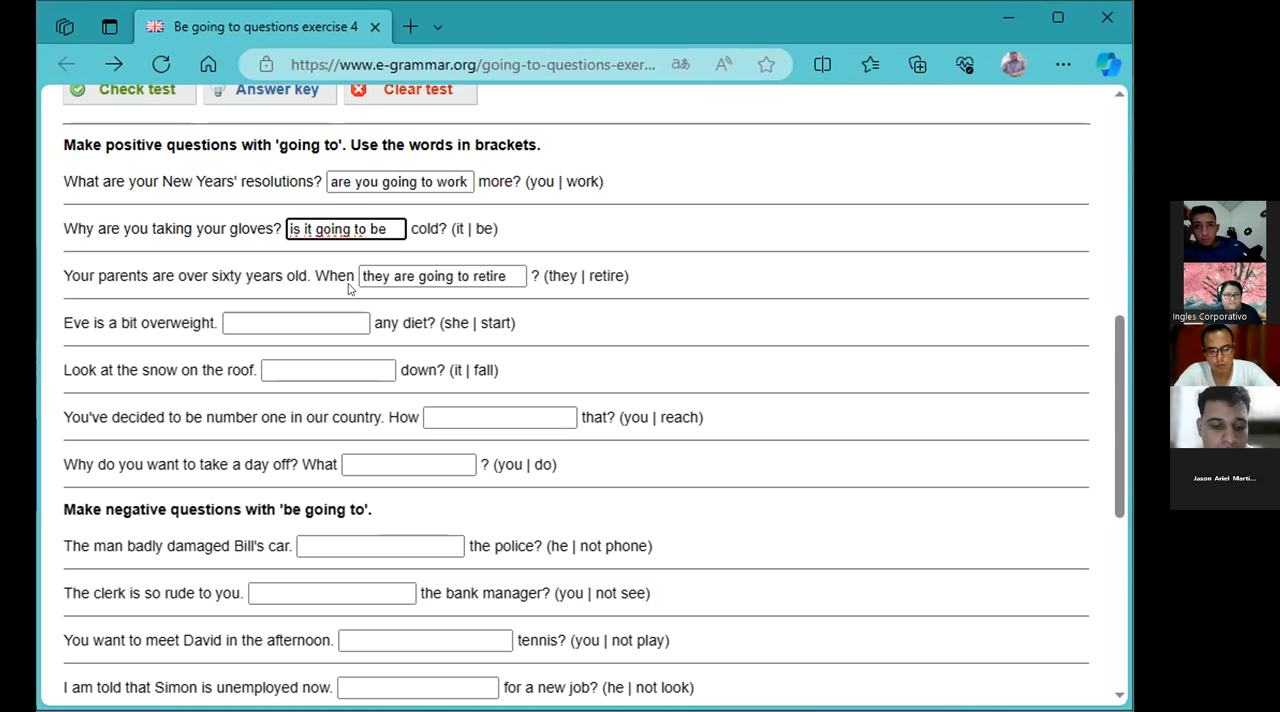 Be going to questions exercise 4
https://www.e-grammar.org/going-to-questions-exer...
Check test Answer key Clear test
Make positive questions with 'going to'. Use the words in brackets.
What are your New Years' resolutions? are you going to work more? (you | work)
Why are you taking your gloves? is it going to be cold? (it | be)
Your parents are over sixty years old. When they are going to retire ? (they | retire)
Eve is a bit overweight. any diet? (she | start)
Look at the snow on the roof. down? (it | fall)
You've decided to be number one in our country. How that? (you | reach)
Why do you want to take a day off? What ? (you | do)
Make negative questions with 'be going to'.
The man badly damaged Bill's car. the police? (he | not phone)
The clerk is so rude to you. the bank manager? (you | not see)
You want to meet David in the afternoon. tennis? (you | not play)
I am told that Simon is unemployed now. for a new job? (he | not look)
Ingles Corporativo
Jason Ariel Marti...